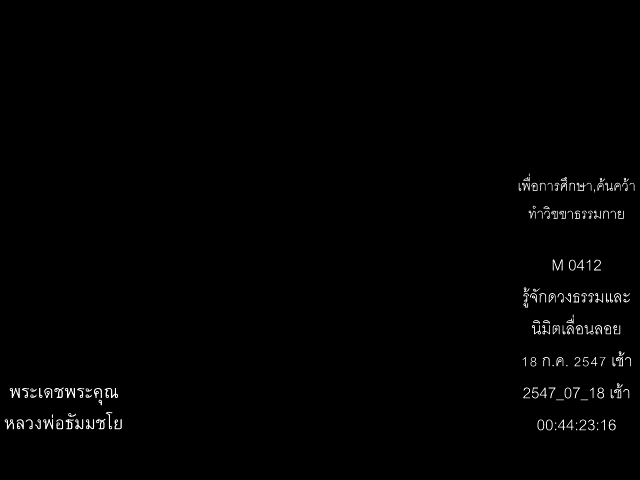 เพื่อการศึกษา,ค้นคว้า
ทำวิขขาธรรมกาย
M 0412
รู้จักดวงธรรมและ
นิมิตเลื่อนลอย
18 ก.ค. 2547 เช้า
2547_07_18 เช้า
00:44:23:16
พระเดชพระคุณ
หลวงพ่อธัมมชโย